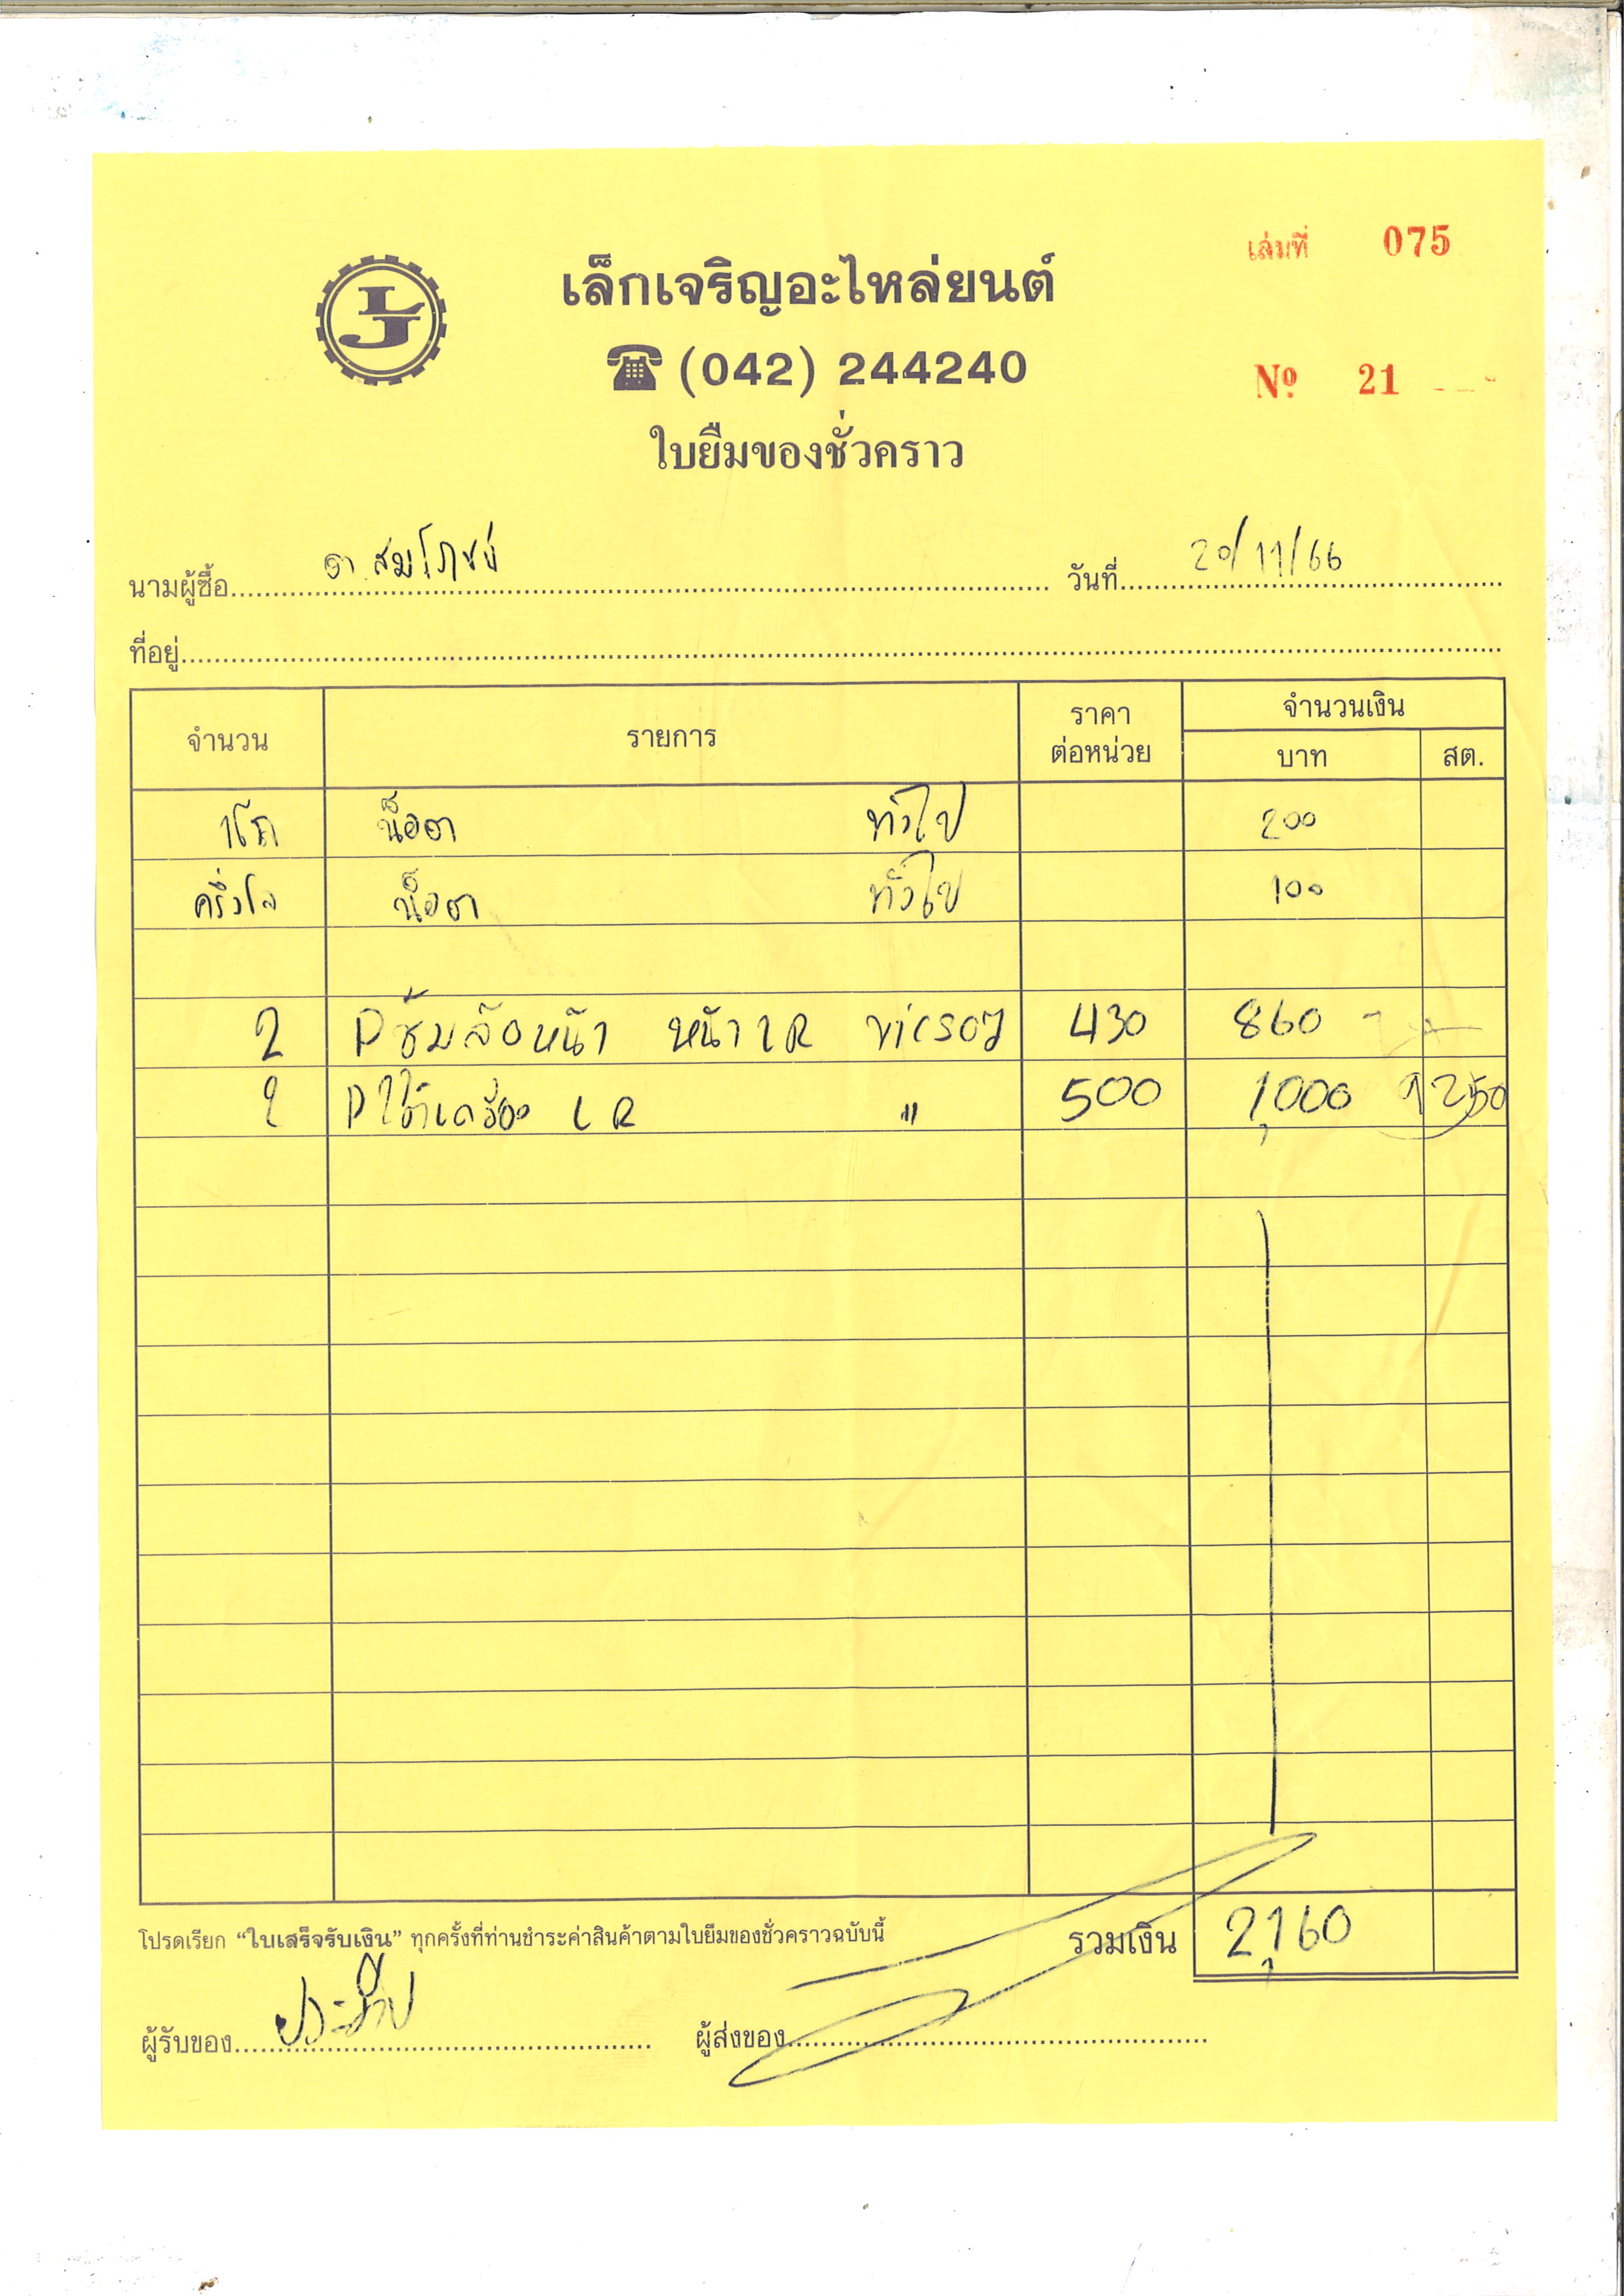 เล่มที่ 075
LJ
เล็กเจริญอะไหล่ยนต์
☎ (042) 244240
Nº 21
ใบยืมของชั่วคราว
นามผู้ซื้อ อ.สมโภชน์ วันที่ 20/11/66
ที่อยู่
จำนวน รายการ ราคาต่อหน่วย จำนวนเงิน
บาท สต.
1โล น็อต ทั่วไป 200
ครึ่งโล น็อต ทั่วไป 100
2 Pซุ้มล้อหน้า หน้า LR 430 860
2 Pใต้เครื่อง LR " 500 1,000 1250
โปรดเรียก “ใบเสร็จรับเงิน” ทุกครั้งที่ท่านชำระค่าสินค้าตามใบยืมของชั่วคราวฉบับนี้ รวมเงิน 2,160
ผู้รับของ ผู้ส่งของ